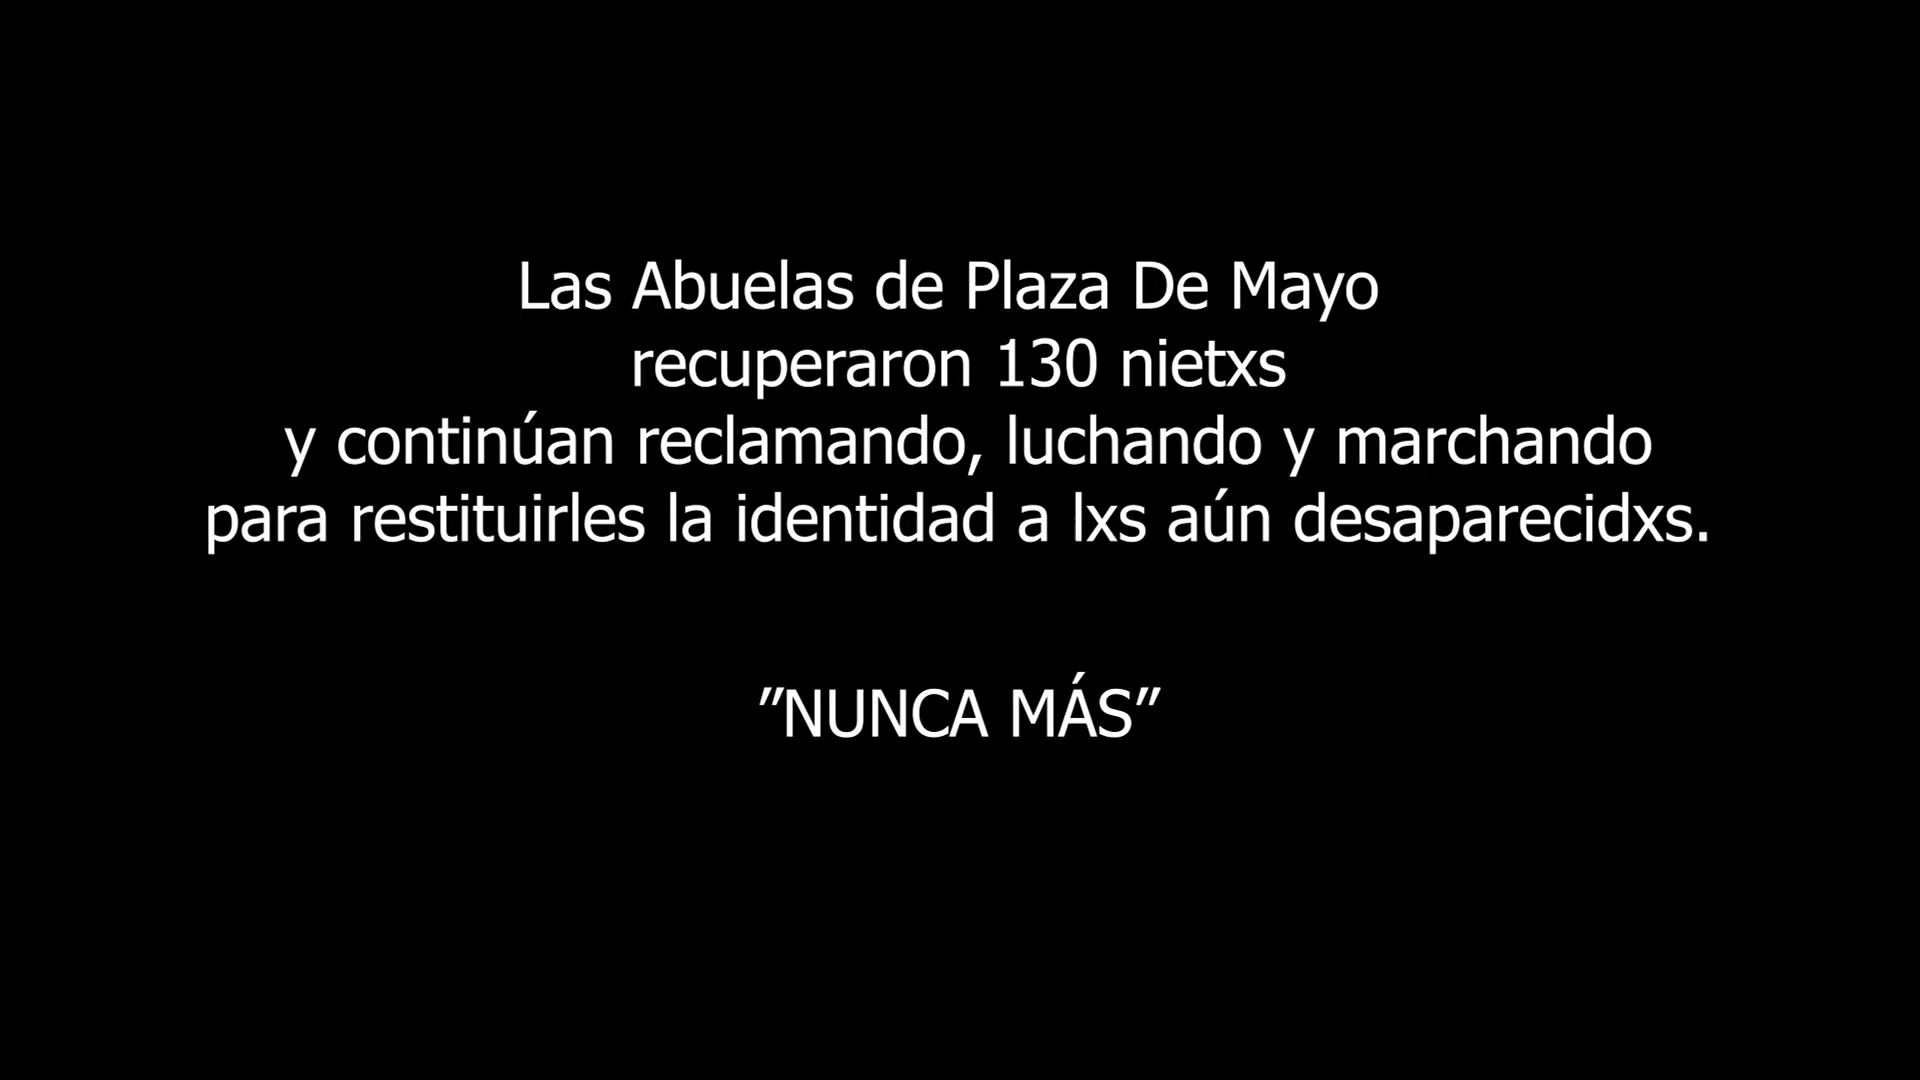 Las Abuelas de Plaza De Mayo
recuperaron 130 nietxs
y continúan reclamando, luchando y marchando
para restituirles la identidad a lxs aún desaparecidxs.
”NUNCA MÁS”